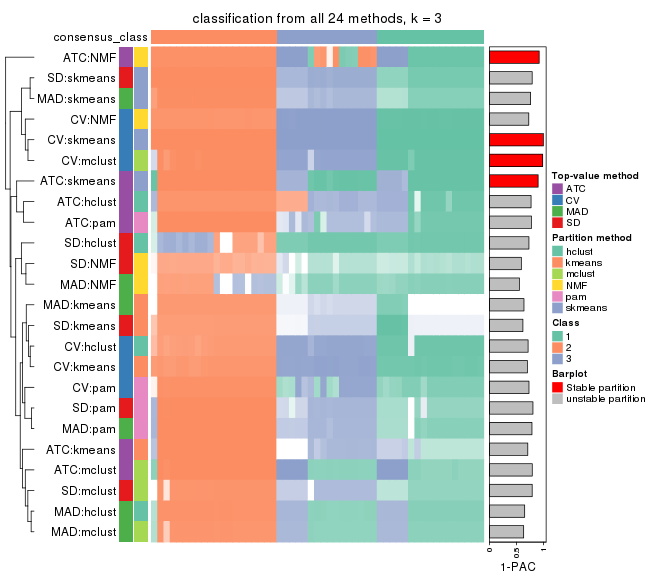 classification from all 24 methods, k = 3
consensus_class
ATC:NMF
SD:skmeans
MAD:skmeans
CV:NMF
CV:skmeans
CV:mclust
ATC:skmeans
ATC:hclust
ATC:pam
SD:hclust
SD:NMF
MAD:NMF
MAD:kmeans
SD:kmeans
CV:hclust
CV:kmeans
CV:pam
SD:pam
MAD:pam
ATC:kmeans
ATC:mclust
SD:mclust
MAD:hclust
MAD:mclust
0
0.5
1
1-PAC
Top-value method
ATC
CV
MAD
SD
Partition method
hclust
kmeans
mclust
NMF
pam
skmeans
Class
1
2
3
Barplot
Stable partition
unstable partition